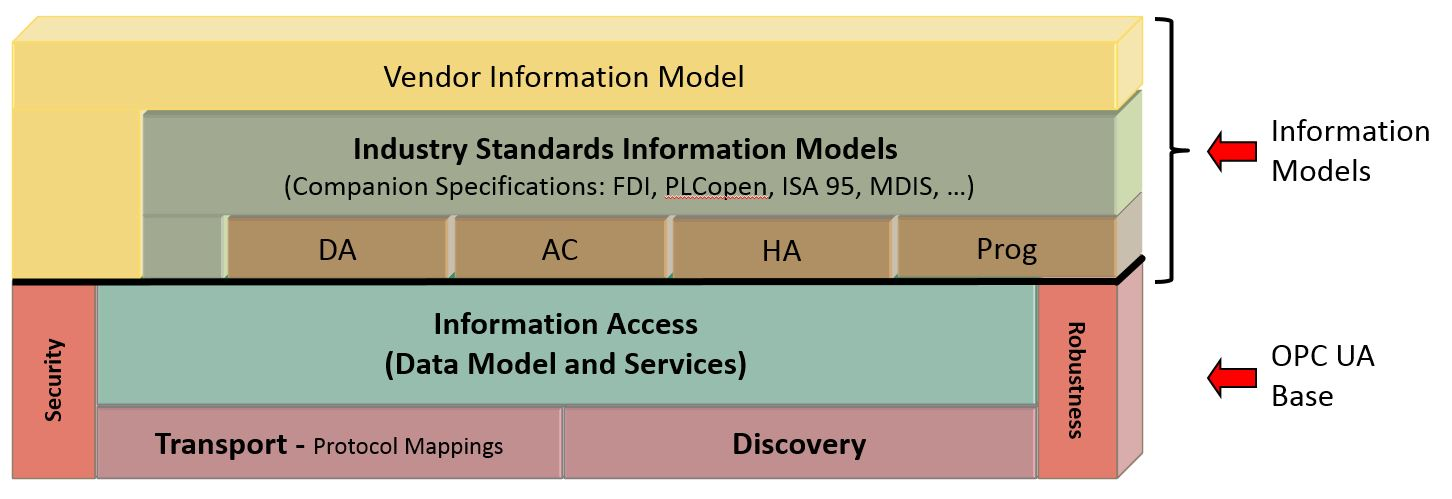 Vendor Information Model
Industry Standards Information Models
(Companion Specifications: FDI, PLCopen, ISA 95, MDIS, ...)
DA
AC
HA
Prog
Information
Models
Security
Information Access
(Data Model and Services)
Robustness
Transport - Protocol Mappings
Discovery
OPC UA
Base